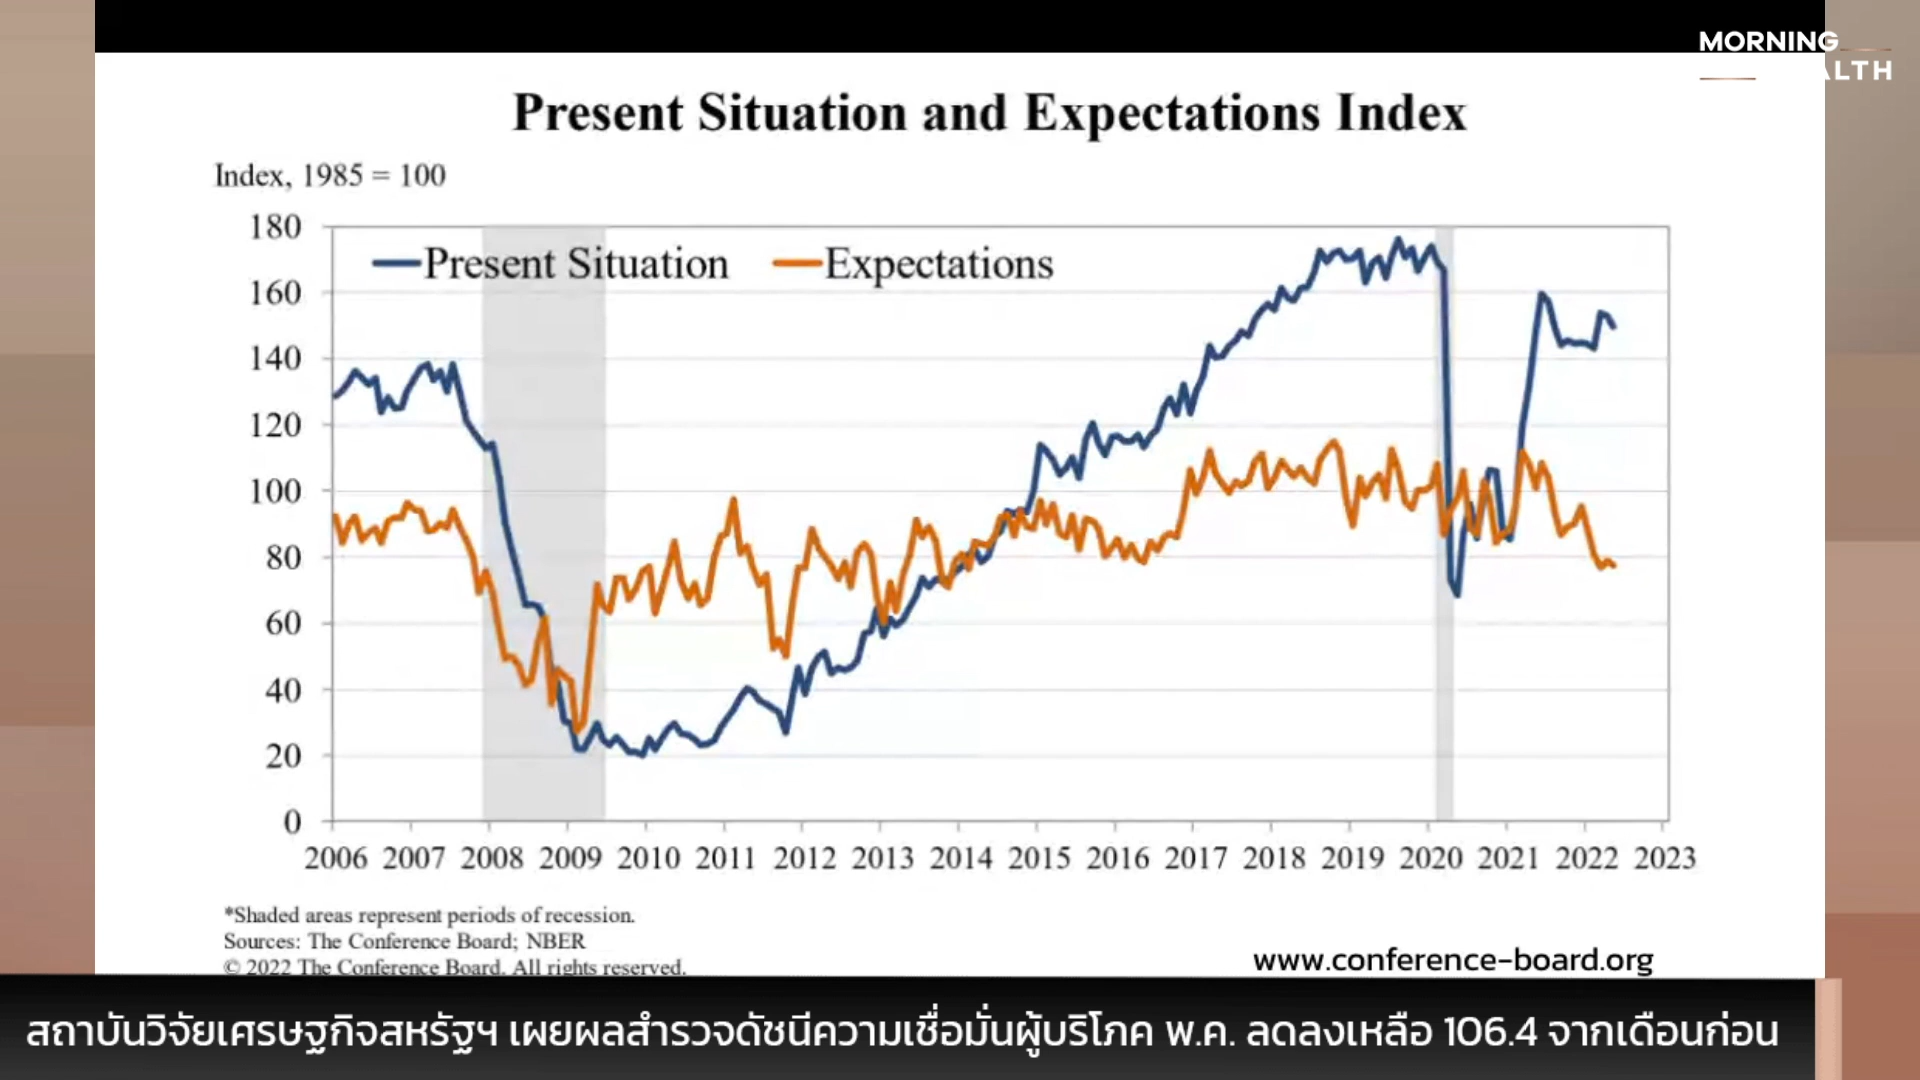 MORNING
ALTH
Present Situation and Expectations Index
Index, 1985 = 100
180
Present Situation
Expectations
160
140
120
100
80
60
40
20
0
2006 2007 2008 2009 2010 2011 2012 2013 2014 2015 2016 2017 2018 2019 2020 2021 2022 2023
*Shaded areas represent periods of recession.
Sources: The Conference Board; NBER
© 2022 The Conference Board. All rights reserved.
www.conference-board.org
สถาบันวิจัยเศรษฐกิจสหรัฐฯ เผยผลสำรวจดัชนีความเชื่อมั่นผู้บริโภค พ.ค. ลดลงเหลือ 106.4 จากเดือนก่อน